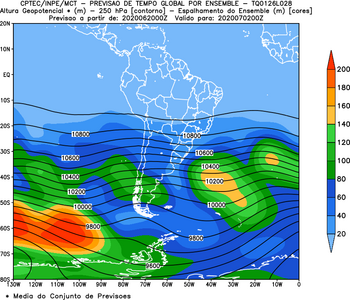 CPTEC/INPE/MCT - PREVISAO DE TEMPO GLOBAL POR ENSEMBLE - TQ0126L028
Altura Geopotencial * (m) - 250 hPa [contorno] - Espalhamento do Ensemble (m) [cores]
Previsao a partir de: 2020062000Z Valido para: 2020070200Z
20N
10N
EQ
10S
20S
30S
40S
50S
60S
70S
80S
130W 120W 110W 100W 90W 80W 70W 60W 50W 40W 30W 20W 10W 0
10800
10800
10600
10600
10400
10400
10200
10200
10000
10000
9800
9800
9600
200
180
160
140
120
100
80
60
40
20
* Media do Conjunto de Previsoes